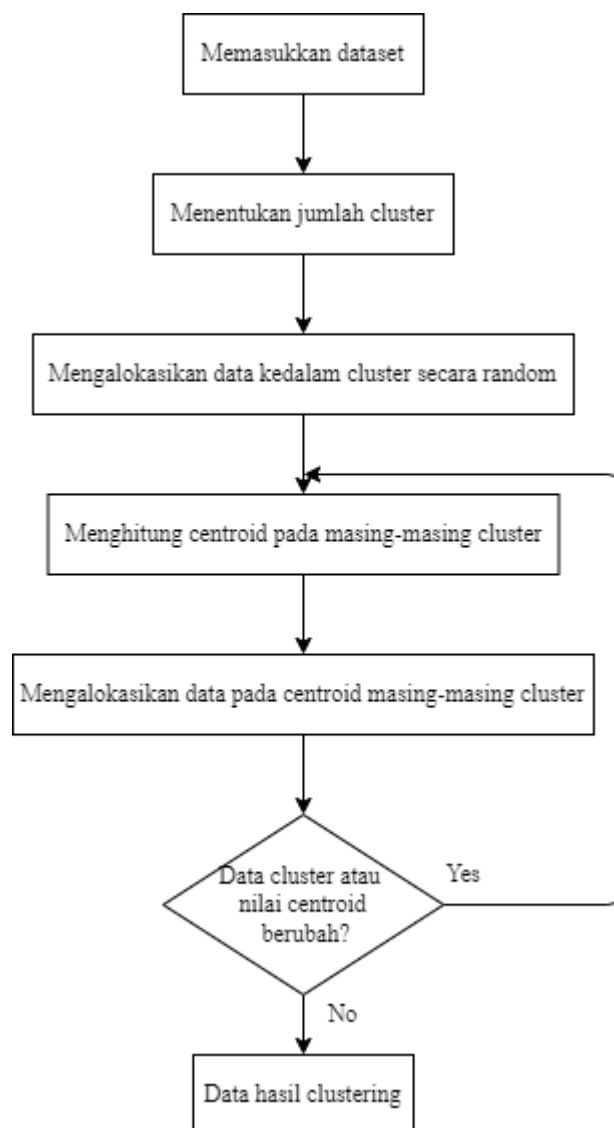 Memasukkan dataset
Menentukan jumlah cluster
Mengalokasikan data kedalam cluster secara random
Menghitung centroid pada masing-masing cluster
Mengalokasikan data pada centroid masing-masing cluster
Data cluster atau
nilai centroid
berubah?
Yes
No
Data hasil clustering